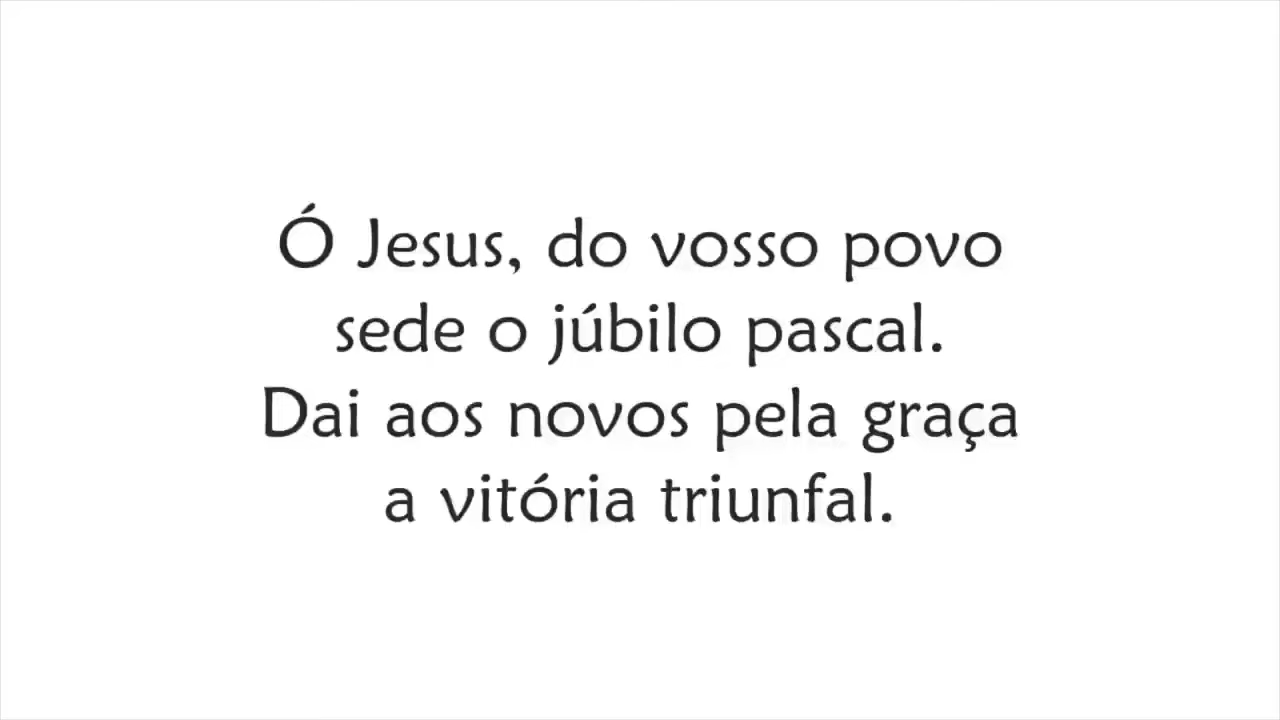 Ó Jesus, do vosso povo
sede o júbilo pascal.
Dai aos novos pela graça
a vitória triunfal.